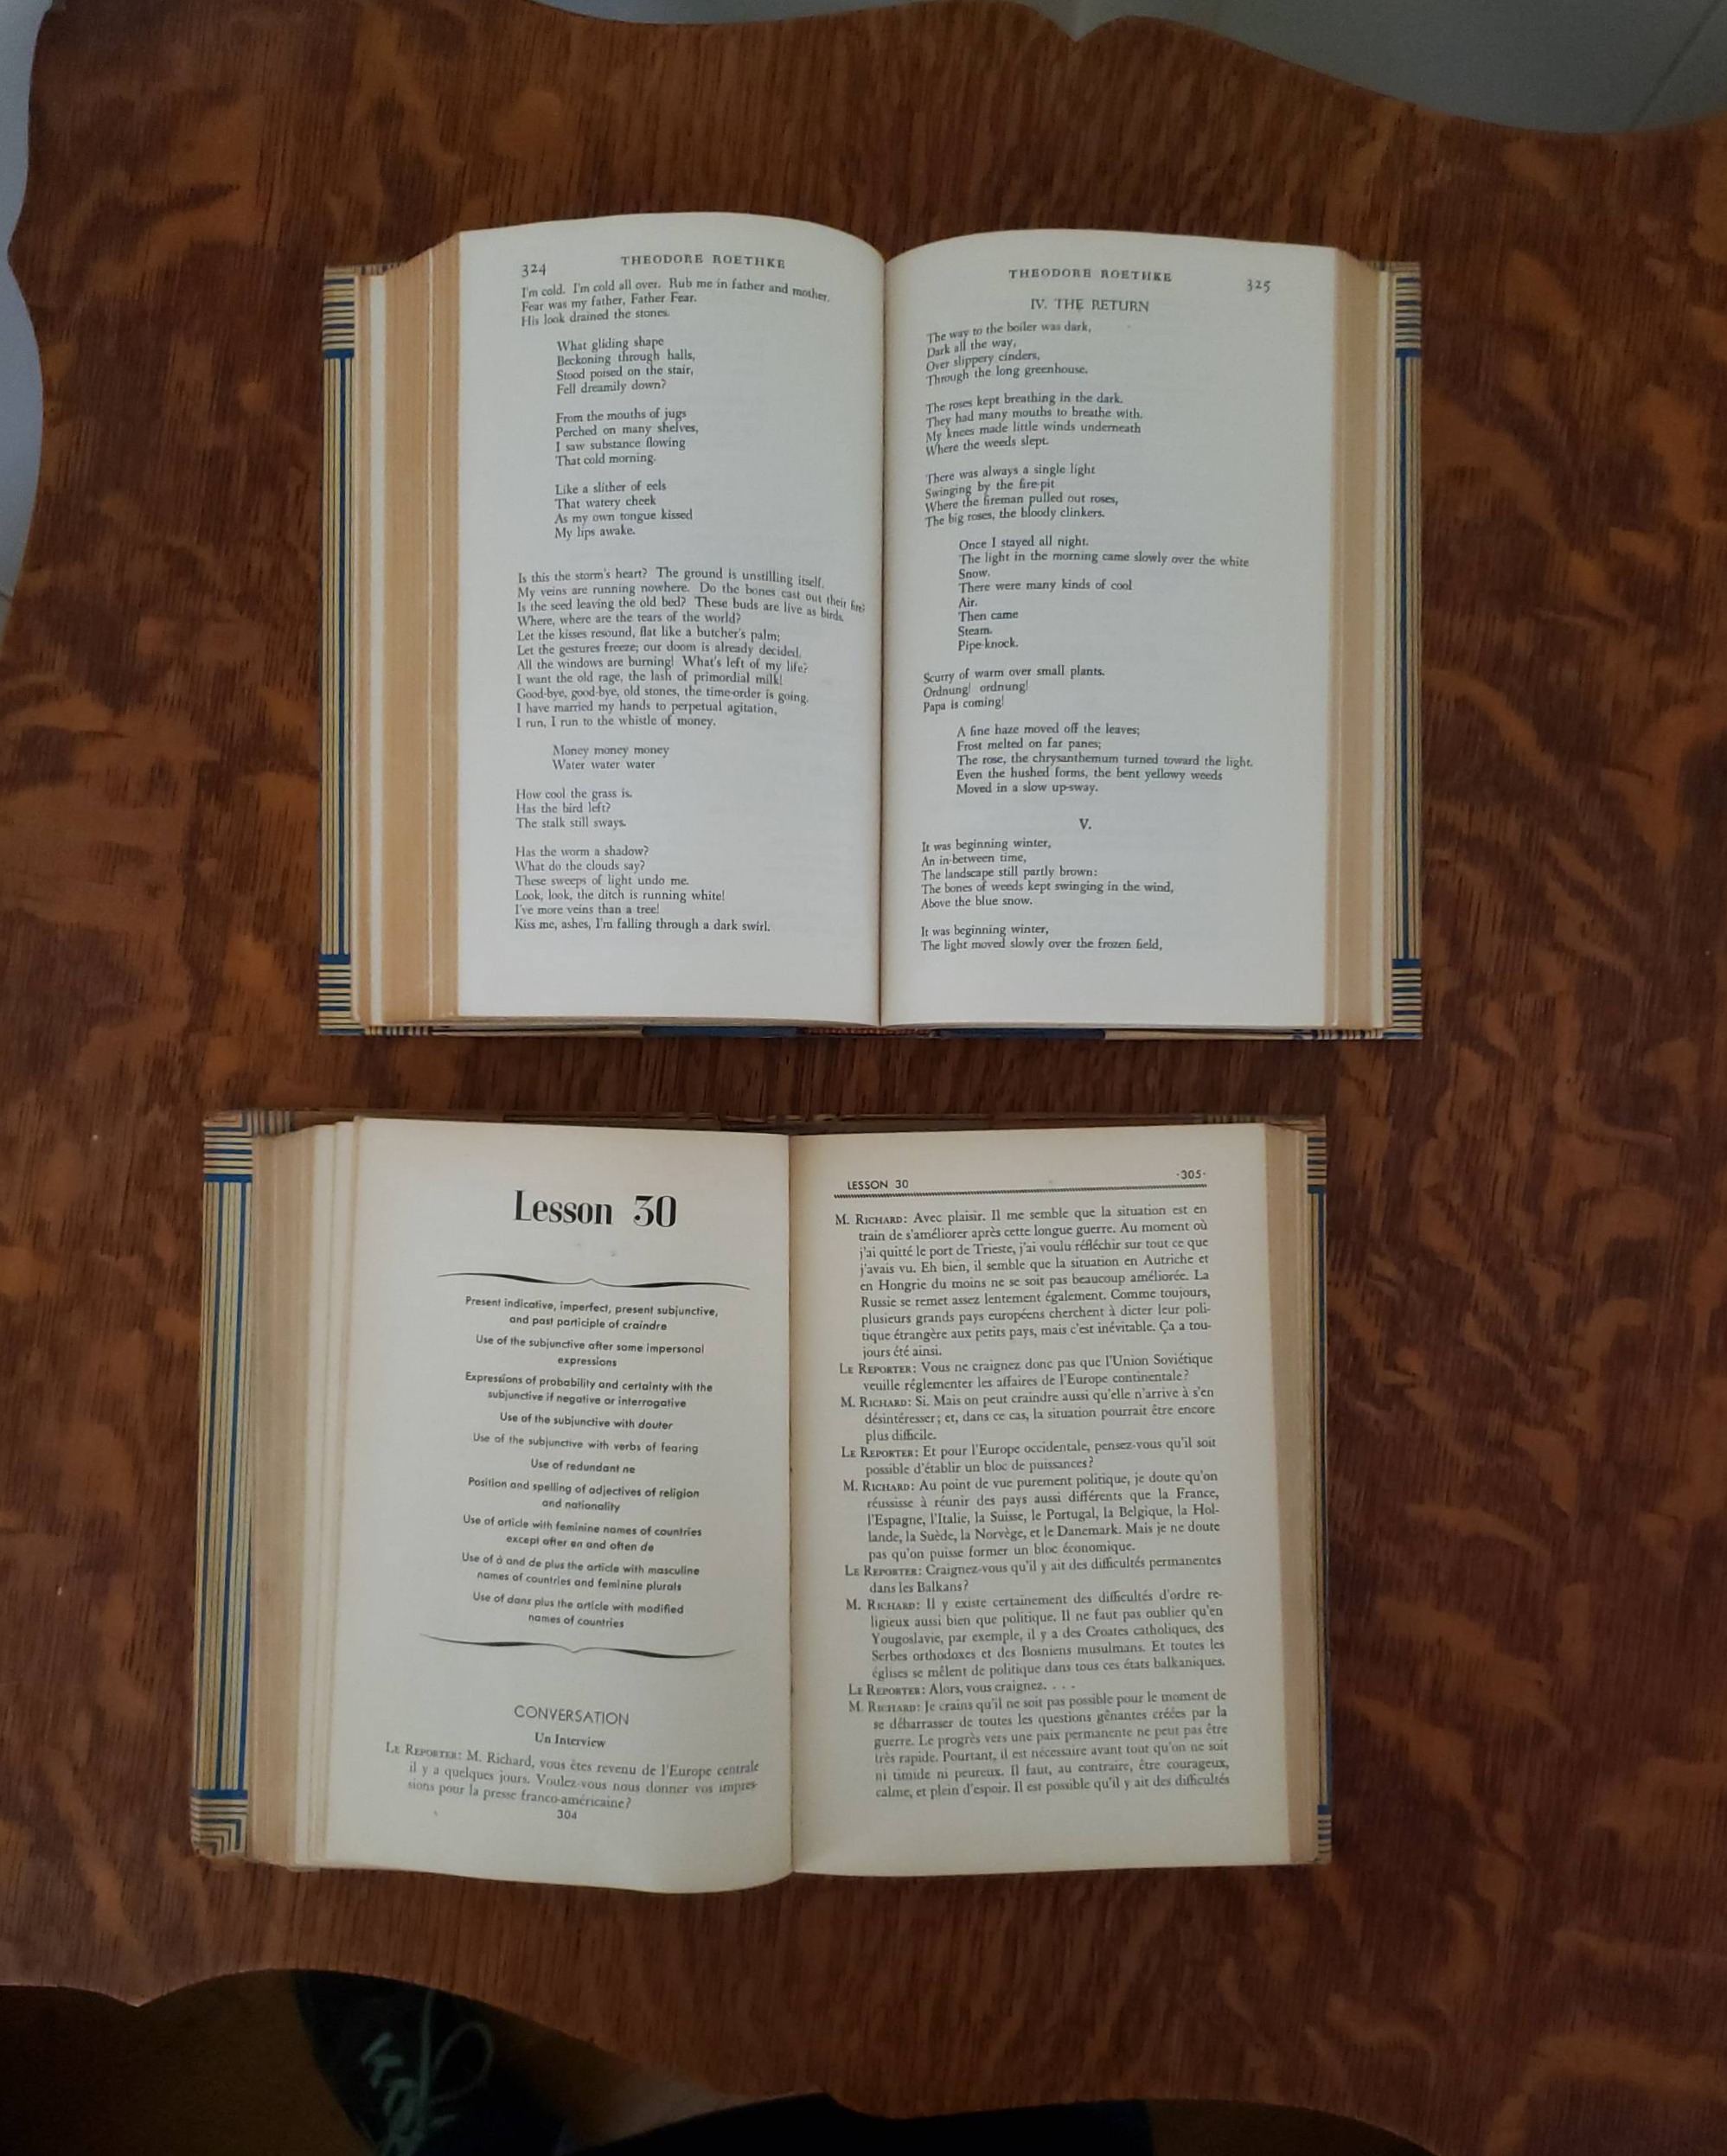 324
THEODORE ROETHKE
I'm cold. I'm cold all over. Rub me in father and mother.
Fear was my father, Father Fear.
His look drained the stones.
What gliding shape
Beckoning through halls,
Stood poised on the stair,
Fell dreamily down?
From the mouths of jugs
Perched on many shelves,
I saw substance flowing
That cold morning.
Like a slither of eels
That watery cheek
As my own tongue kissed
My lips awake.
Is this the storm's heart? The ground is unstilling itself.
My veins are running nowhere. Do the bones cast out their fire?
Is the seed leaving the old bed? These buds are live as birds.
Where, where are the tears of the world?
Let the kisses resound, flat like a butcher's palm;
Let the gestures freeze; our doom is already decided.
All the windows are burning! What's left of my life?
I want the old rage, the lash of primordial milk!
Good-bye, good-bye, old stones, the time-order is going.
I have married my hands to perpetual agitation,
I run, I run to the whistle of money.
Money money money
Water water water
How cool the grass is.
Has the bird left?
The stalk still sways.
Has the worm a shadow?
What do the clouds say?
These sweeps of light undo me.
Look, look, the ditch is running white!
I've more veins than a tree!
Kiss me, ashes, I'm falling through a dark swirl.
THEODORE ROETHKE
325
IV. THE RETURN
The way to the boiler was dark,
Dark all the way,
Over slippery cinders,
Through the long greenhouse.
The roses kept breathing in the dark.
They had many mouths to breathe with.
My knees made little winds underneath
Where the weeds slept.
There was always a single light
Swinging by the fire-pit
Where the fireman pulled out roses,
The big roses, the bloody clinkers.
Once I stayed all night.
The light in the morning came slowly over the white
Snow.
There were many kinds of cool
Air.
Then came
Steam.
Pipe-knock.
Scurry of warm over small plants.
Ordnung! ordnung!
Papa is coming!
A fine haze moved off the leaves;
Frost melted on far panes;
The rose, the chrysanthemum turned toward the light.
Even the hushed forms, the bent yellowy weeds
Moved in a slow up-sway.
V.
It was beginning winter,
An in-between time,
The landscape still partly brown:
The bones of weeds kept swinging in the wind,
Above the blue snow.
It was beginning winter,
The light moved slowly over the frozen field,
Lesson 30
Present indicative, imperfect, present subjunctive,
and past participle of craindre
Use of the subjunctive after some impersonal
expressions
Expressions of probability and certainty with the
subjunctive if negative or interrogative
Use of the subjunctive with douter
Use of the subjunctive with verbs of fearing
Use of redundant ne
Position and spelling of adjectives of religion
and nationality
Use of article with feminine names of countries
except after en and often de
Use of à and de plus the article with masculine
names of countries and feminine plurals
Use of dans plus the article with modified
names of countries
CONVERSATION
Un Interview
LE REPORTER: M. Richard, vous êtes revenu de l'Europe centrale
il y a quelques jours. Voulez-vous nous donner vos impres-
sions pour la presse franco-américaine?
304
LESSON 30
·305·
M. RICHARD: Avec plaisir. Il me semble que la situation est en
train de s'améliorer après cette longue guerre. Au moment où
j'ai quitté le port de Trieste, j'ai voulu réfléchir sur tout ce que
j'avais vu. Eh bien, il semble que la situation en Autriche et
en Hongrie du moins ne se soit pas beaucoup améliorée. La
Russie se remet assez lentement également. Comme toujours,
plusieurs grands pays européens cherchent à dicter leur poli-
tique étrangère aux petits pays, mais c'est inévitable. Ça a tou-
jours été ainsi.
LE REPORTER: Vous ne craignez donc pas que l'Union Soviétique
veuille réglementer les affaires de l'Europe continentale?
M. RICHARD: Si. Mais on peut craindre aussi qu'elle n'arrive à s'en
désintéresser; et, dans ce cas, la situation pourrait être encore
plus difficile.
LE REPORTER: Et pour l'Europe occidentale, pensez-vous qu'il soit
possible d'établir un bloc de puissances?
M. RICHARD: Au point de vue purement politique, je doute qu'on
réussisse à réunir des pays aussi différents que la France,
l'Espagne, l'Italie, la Suisse, le Portugal, la Belgique, la Hol-
lande, la Suède, la Norvège, et le Danemark. Mais je ne doute
pas qu'on puisse former un bloc économique.
LE REPORTER: Craignez-vous qu'il y ait des difficultés permanentes
dans les Balkans?
M. RICHARD: Il y existe certainement des difficultés d'ordre re-
ligieux aussi bien que politique. Il ne faut pas oublier qu'en
Yougoslavie, par exemple, il y a des Croates catholiques, des
Serbes orthodoxes et des Bosniens musulmans. Et toutes les
églises se mêlent de politique dans tous ces états balkaniques.
LE REPORTER: Alors, vous craignez. . . .
M. RICHARD: Je crains qu'il ne soit pas possible pour le moment de
se débarrasser de toutes les questions gênantes créées par la
guerre. Le progrès vers une paix permanente ne peut pas être
très rapide. Pourtant, il est nécessaire avant tout qu'on ne soit
ni timide ni peureux. Il faut, au contraire, être courageux,
calme, et plein d'espoir. Il est possible qu'il y ait des difficultés